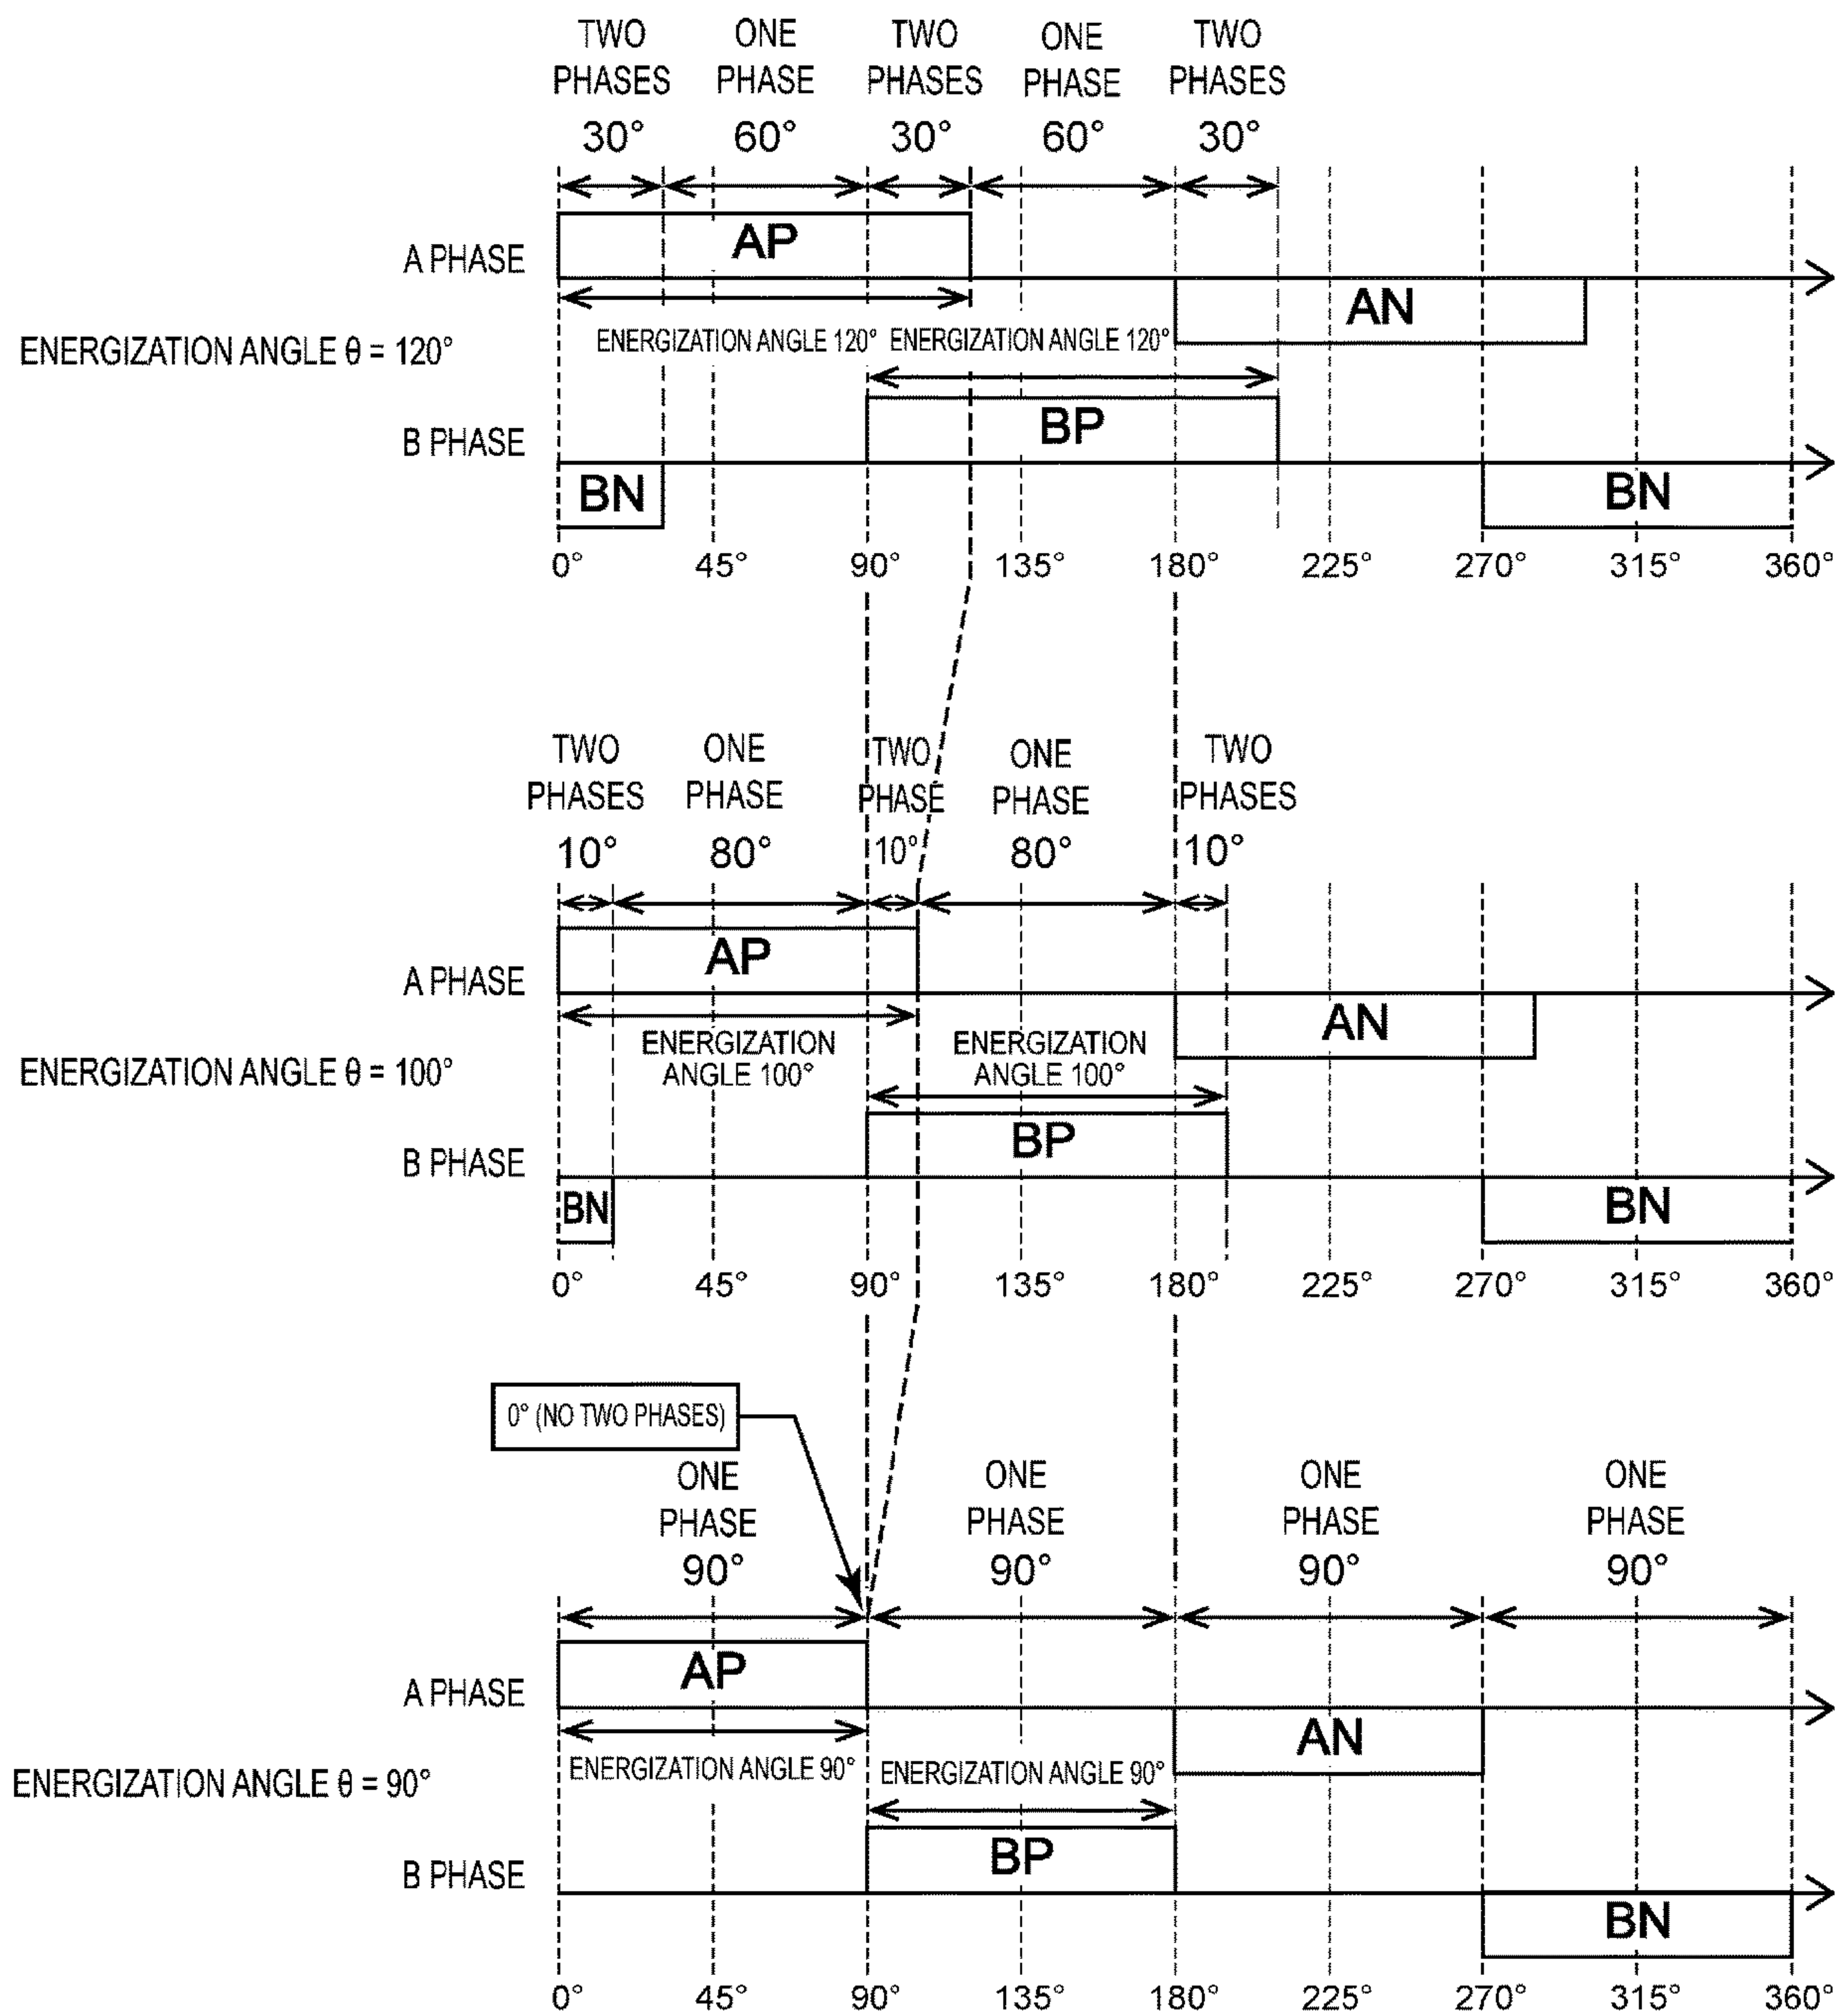 TWO ONE TWO ONE TWO
PHASES PHASE PHASES PHASE PHASES
30° 60° 30° 60° 30°
AP
A PHASE
AN
ENERGIZATION ANGLE 120° ENERGIZATION ANGLE 120°
ENERGIZATION ANGLE θ = 120°
BP
B PHASE
BN BN
0° 45° 90° 135° 180° 225° 270° 315° 360°
TWO ONE TWO ONE TWO
PHASES PHASE PHASE PHASE PHASES
10° 80° 10° 80° 10°
AP
A PHASE
AN
ENERGIZATION ENERGIZATION
ANGLE 100° ANGLE 100°
ENERGIZATION ANGLE θ = 100°
BP
B PHASE
BN BN
0° 45° 90° 135° 180° 225° 270° 315° 360°
0° (NO TWO PHASES)
ONE ONE ONE ONE
PHASE PHASE PHASE PHASE
90° 90° 90° 90°
AP
A PHASE
AN
ENERGIZATION ANGLE 90° ENERGIZATION ANGLE 90°
ENERGIZATION ANGLE θ = 90°
BP
B PHASE
BN
0° 45° 90° 135° 180° 225° 270° 315° 360°